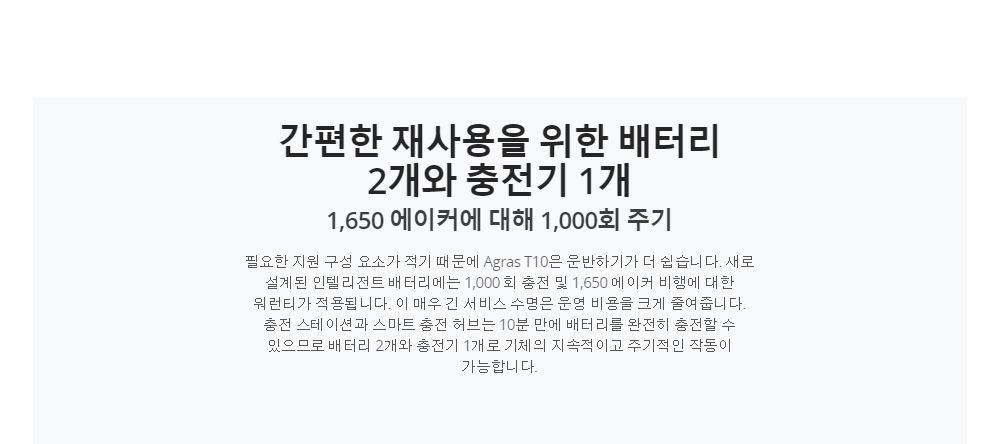 간편한 재사용을 위한 배터리
2개와 충전기 1개
1,650 에이커에 대해 1,000회 주기
필요한 지원 구성 요소가 적기 때문에 Agras T10은 운반하기가 더 쉽습니다. 새로
설계된 인텔리전트 배터리에는 1,000 회 충전 및 1,650 에이커 비행에 대한
워런티가 적용됩니다. 이 매우 긴 서비스 수명은 운영 비용을 크게 줄여줍니다.
충전 스테이션과 스마트 충전 허브는 10분 만에 배터리를 완전히 충전할 수
있으므로 배터리 2개와 충전기 1개로 기체의 지속적이고 주기적인 작동이
가능합니다.